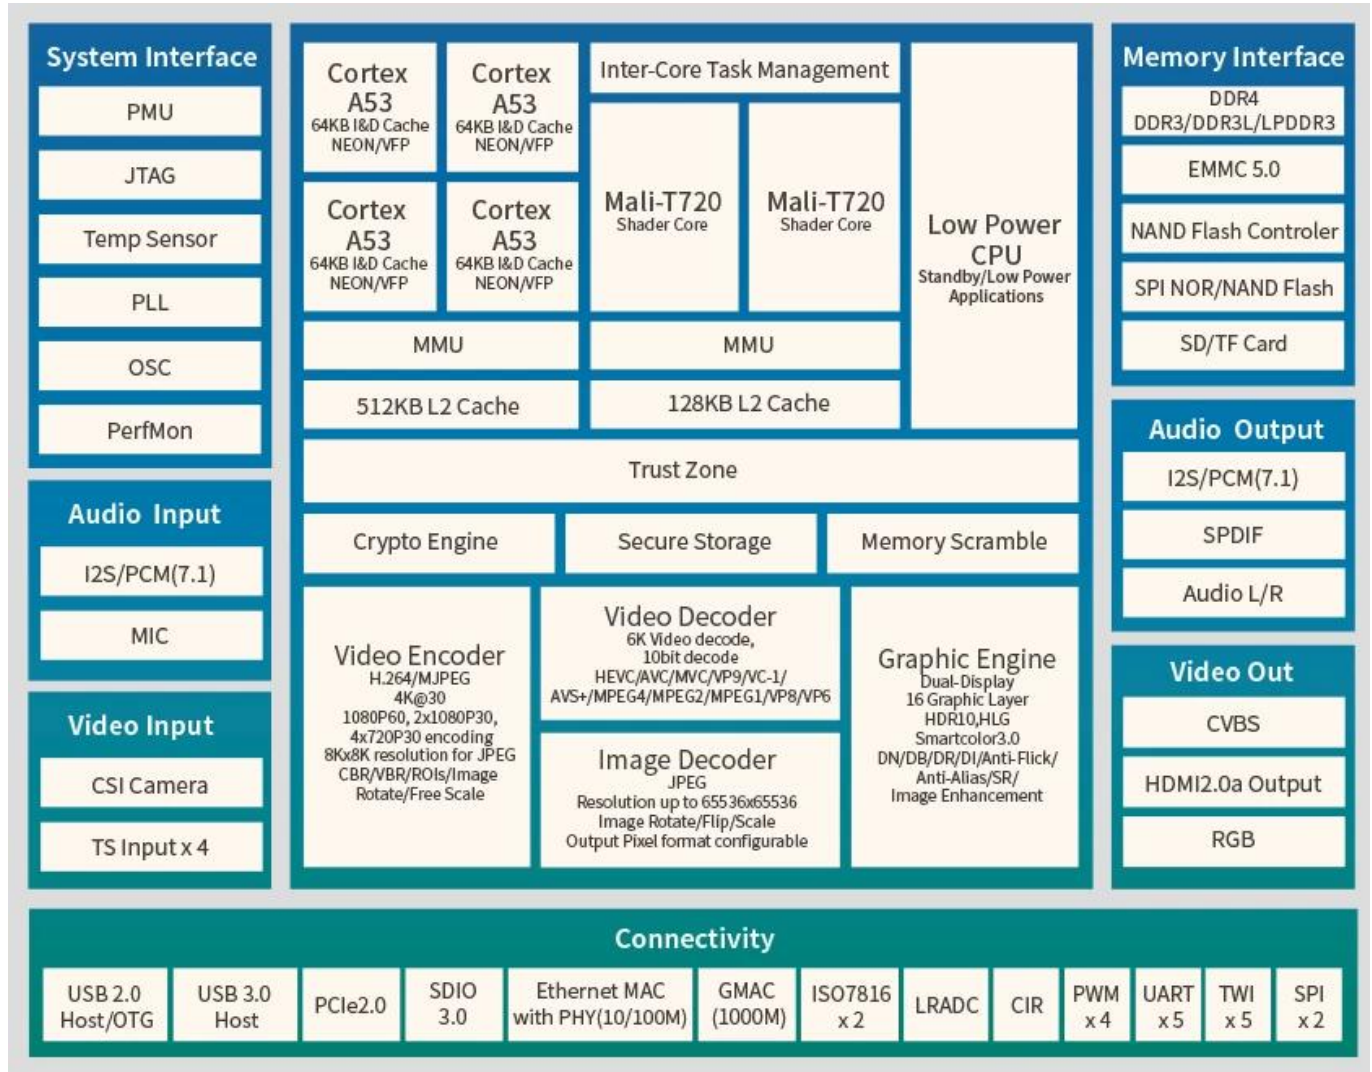 System Interface
PMU
JTAG
Temp Sensor
PLL
OSC
PerfMon
Audio Input
I2S/PCM(7.1)
MIC
Video Input
CSI Camera
TS Input x 4
Cortex
A53
64KB I&D Cache
NEON/VFP
Cortex
A53
64KB I&D Cache
NEON/VFP
Cortex
A53
64KB I&D Cache
NEON/VFP
Cortex
A53
64KB I&D Cache
NEON/VFP
MMU
512KB L2 Cache
Inter-Core Task Management
Mali-T720
Shader Core
Mali-T720
Shader Core
MMU
128KB L2 Cache
Low Power
CPU
Standby/Low Power
Applications
Trust Zone
Crypto Engine
Secure Storage
Memory Scramble
Video Encoder
H.264/MJPEG
4K@30
1080P60, 2x1080P30,
4x720P30 encoding
8Kx8K resolution for JPEG
CBR/VBR/ROIs/Image
Rotate/Free Scale
Video Decoder
6K Video decode,
10bit decode
HEVC/AVC/MVC/VP9/VC-1/
AVS+/MPEG4/MPEG2/MPEG1/VP8/VP6
Image Decoder
JPEG
Resolution up to 65536x65536
Image Rotate/Flip/Scale
Output Pixel format configurable
Graphic Engine
Dual-Display
16 Graphic Layer
HDR10,HLG
Smartcolor3.0
DN/DB/DR/DI/Anti-Flick/
Anti-Alias/SR/
Image Enhancement
Memory Interface
DDR4
DDR3/DDR3L/LPDDR3
EMMC 5.0
NAND Flash Controler
SPI NOR/NAND Flash
SD/TF Card
Audio Output
I2S/PCM(7.1)
SPDIF
Audio L/R
Video Out
CVBS
HDMI2.0a Output
RGB
Connectivity
USB 2.0
Host/OTG
USB 3.0
Host
PCIe2.0
SDIO
3.0
Ethernet MAC
with PHY(10/100M)
GMAC
(1000M)
ISO7816
x 2
LRADC
CIR
PWM
x 4
UART
x 5
TWI
x 5
SPI
x 2